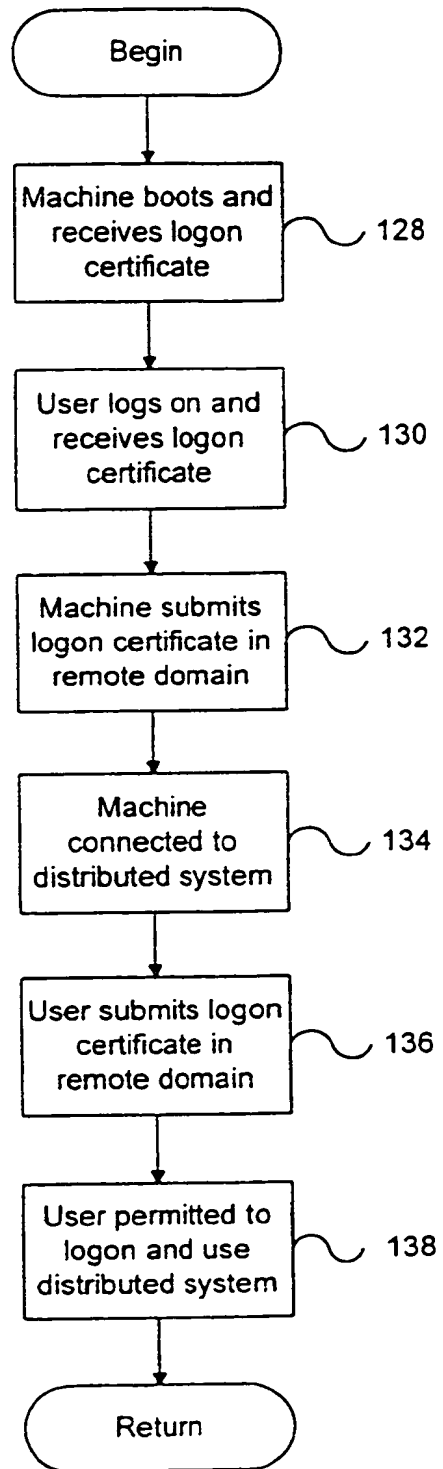 Begin
Machine boots and
receives logon
certificate
128
User logs on and
receives logon
certificate
130
Machine submits
logon certificate in
remote domain
132
Machine
connected to
distributed system
134
User submits logon
certificate in
remote domain
136
User permitted to
logon and use
distributed system
138
Return